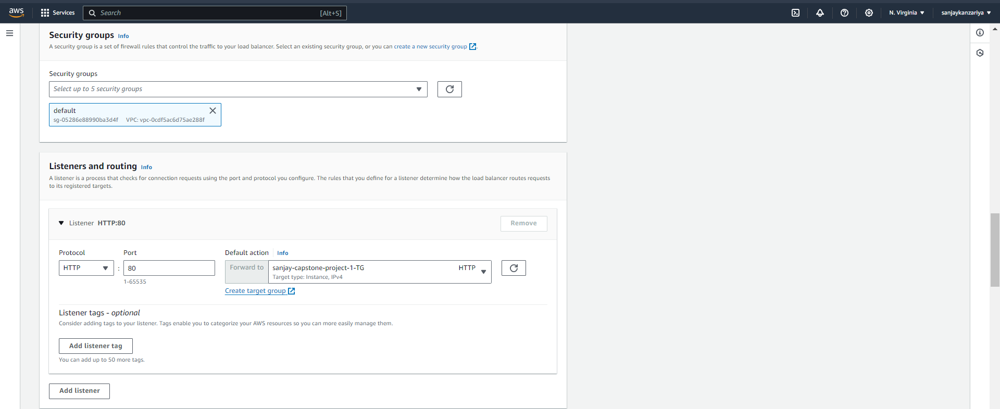 aws
Services
Search
[Alt+S]
N. Virginia
sanjaykanzariya
Security groups Info
A security group is a set of firewall rules that control the traffic to your load balancer. Select an existing security group, or you can create a new security group.
Security groups
Select up to 5 security groups
default
sg-05286e88990ba3d4f VPC: vpc-0cdf5ac6d75ae288f
Listeners and routing Info
A listener is a process that checks for connection requests using the port and protocol you configure. The rules that you define for a listener determine how the load balancer routes requests
to its registered targets.
Listener HTTP:80
Remove
Protocol
Port
Default action Info
HTTP
:
80
1-65535
Forward to
sanjay-capstone-project-1-TG HTTP
Target type: Instance, IPv4
Create target group
Listener tags - optional
Consider adding tags to your listener. Tags enable you to categorize your AWS resources so you can more easily manage them.
Add listener tag
You can add up to 50 more tags.
Add listener